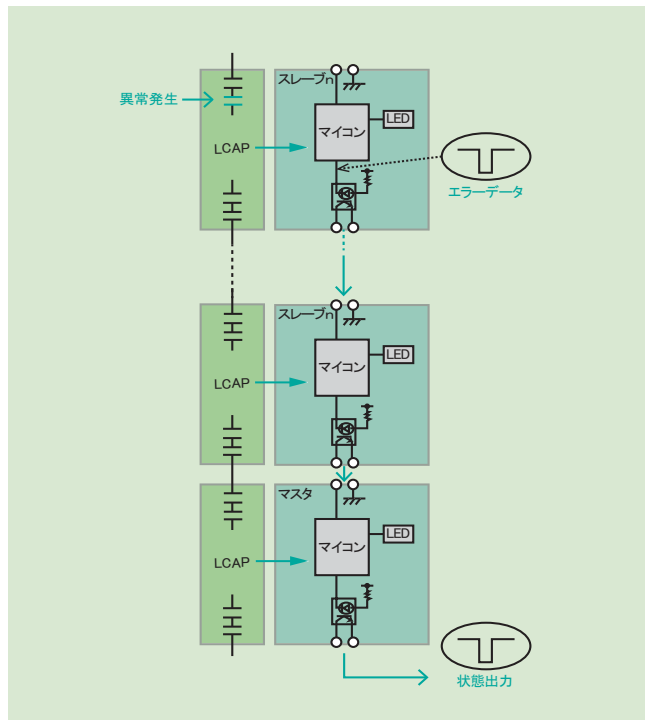 スレーブn
異常発生
LED
マイコン
LCAP
エラーデータ
スレーブn
LED
マイコン
LCAP
マスタ
LED
マイコン
LCAP
状態出力